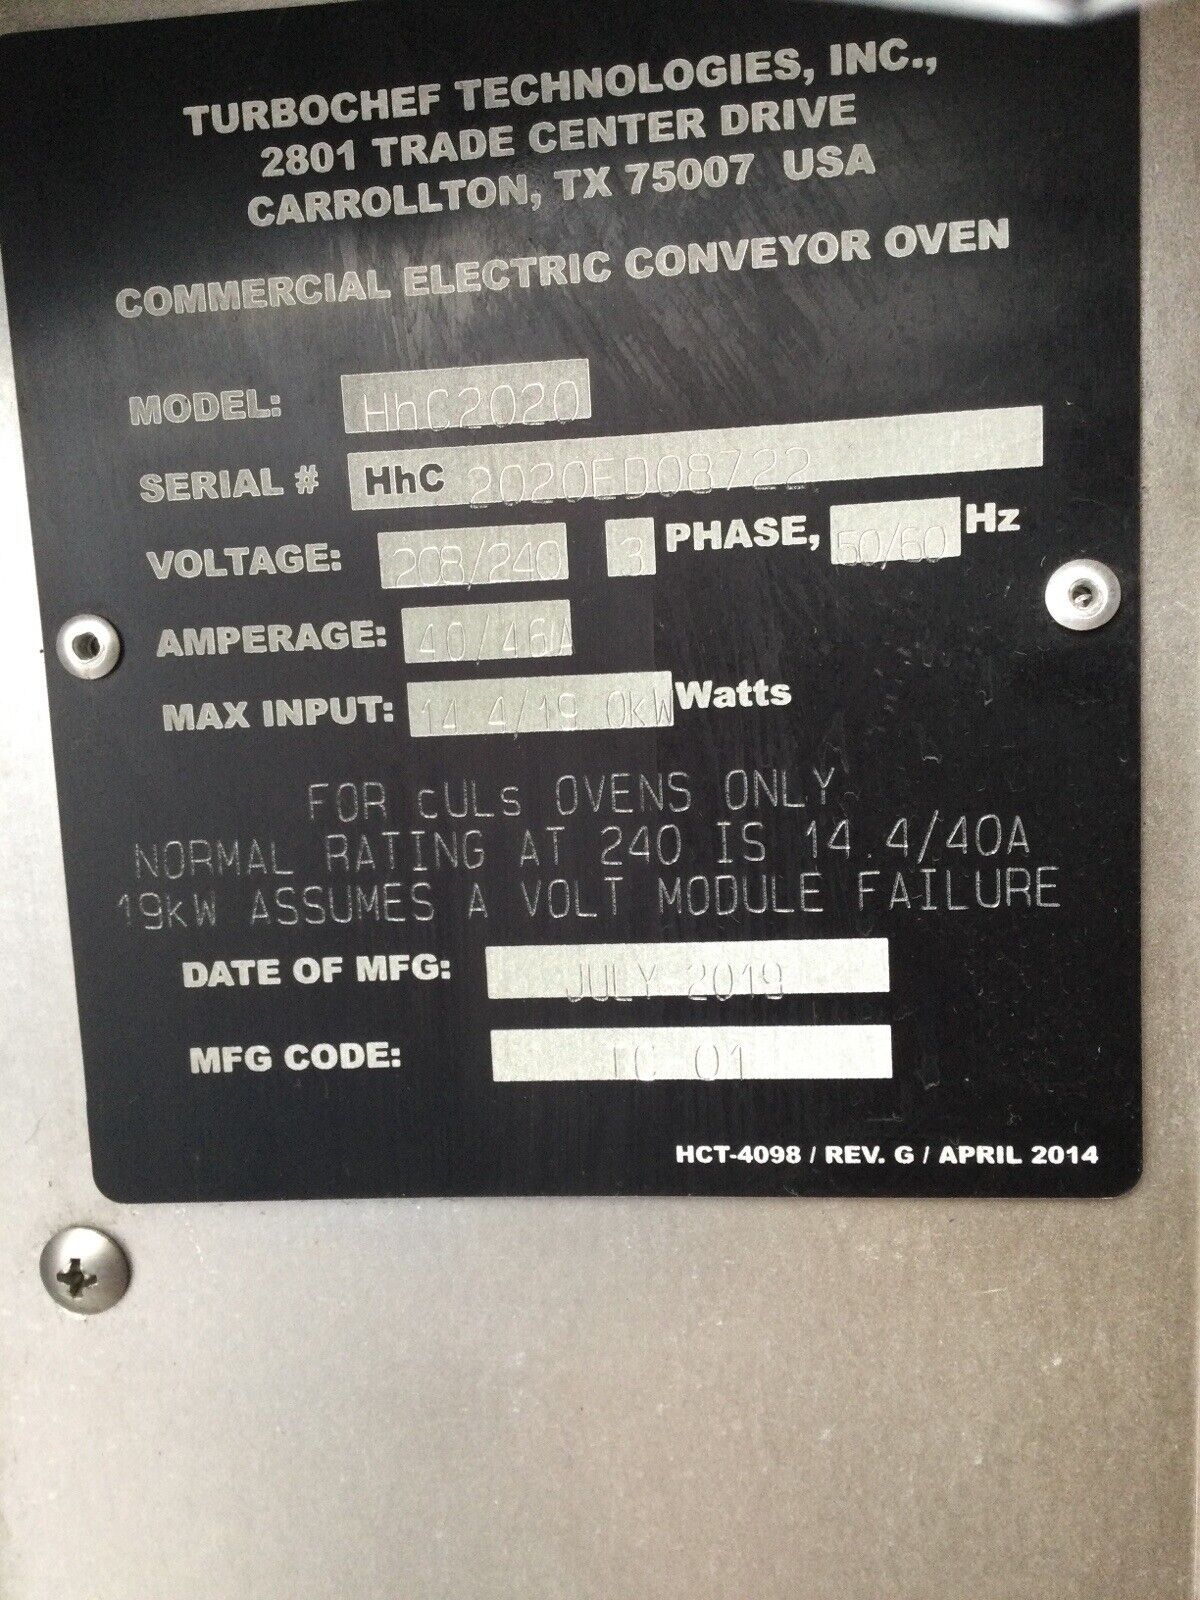 TURBOCHEF TECHNOLOGIES, INC.,
2801 TRADE CENTER DRIVE
CARROLLTON, TX 75007 USA
COMMERCIAL ELECTRIC CONVEYOR OVEN
MODEL: HhC2020
SERIAL # HhC 2020ED08722
VOLTAGE: 208/240 3 PHASE, 50/60 Hz
AMPERAGE: 40/46A
MAX INPUT: 14.4/19.0kW Watts
FOR cULs OVENS ONLY
NORMAL RATING AT 240 IS 14.4/40A
19kW ASSUMES A VOLT MODULE FAILURE
DATE OF MFG: JULY 2019
MFG CODE: TC 01
HCT-4098 / REV. G / APRIL 2014